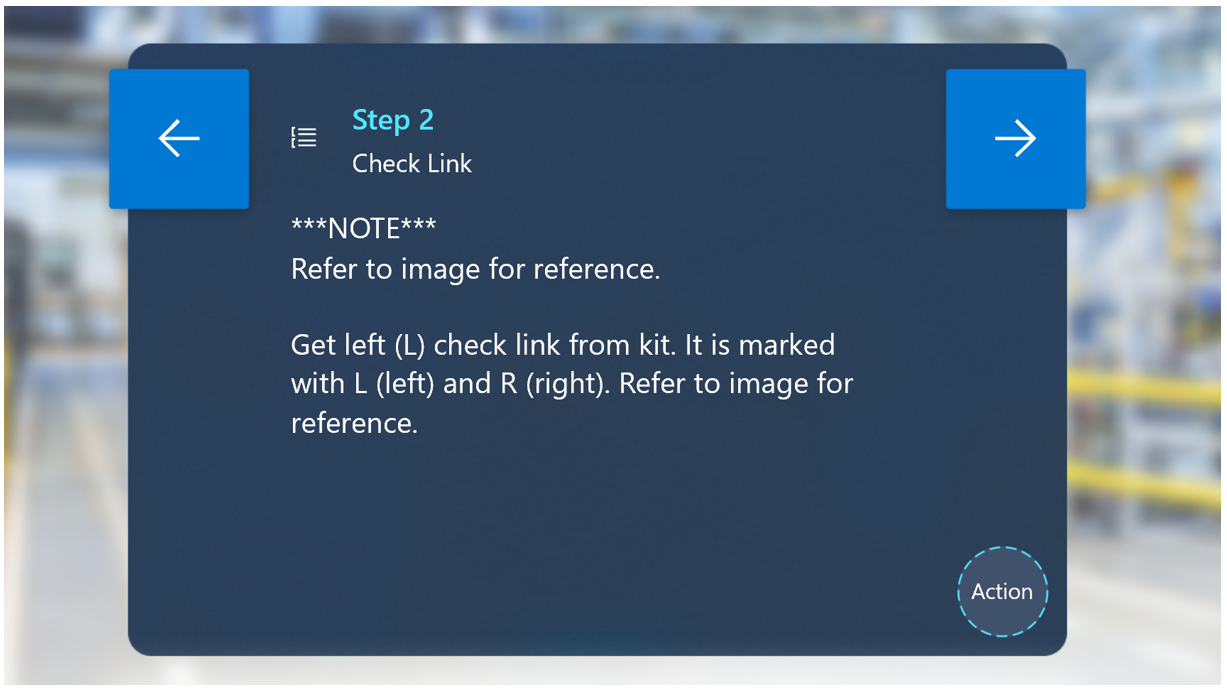 Step 2
Check Link
***NOTE***
Refer to image for reference.
Get left (L) check link from kit. It is marked
with L (left) and R (right). Refer to image for
reference.
Action